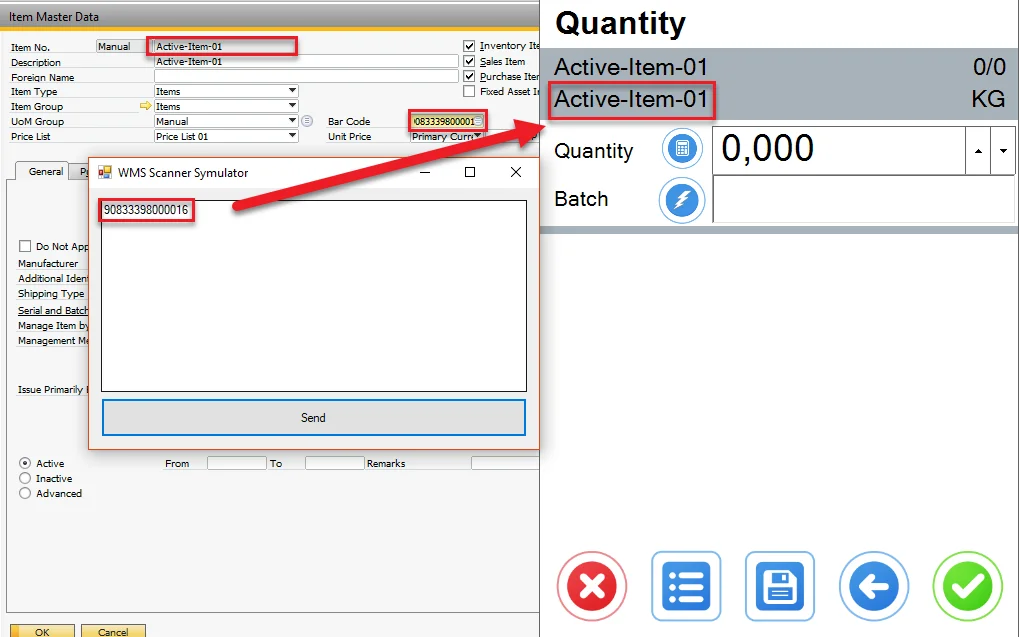 Item Master Data
Item No. Manual Active-Item-01
Description Active-Item-01
Foreign Name
Item Type Items
Item Group Items
UoM Group Manual
Price List Price List 01
Inventory Ite
Sales Item
Purchase Iten
Fixed Asset I
Bar Code 0833398000016
Unit Price Primary Curre
General
WMS Scanner Symulator
90833398000016
Send
Do Not App
Manufacturer
Additional Ident
Shipping Type
Serial and Batch
Manage Item by
Management Me
Issue Primarily
Active From To Remarks
Inactive
Advanced
OK Cancel
Quantity
Active-Item-01 0/0
Active-Item-01 KG
Quantity 0,000
Batch